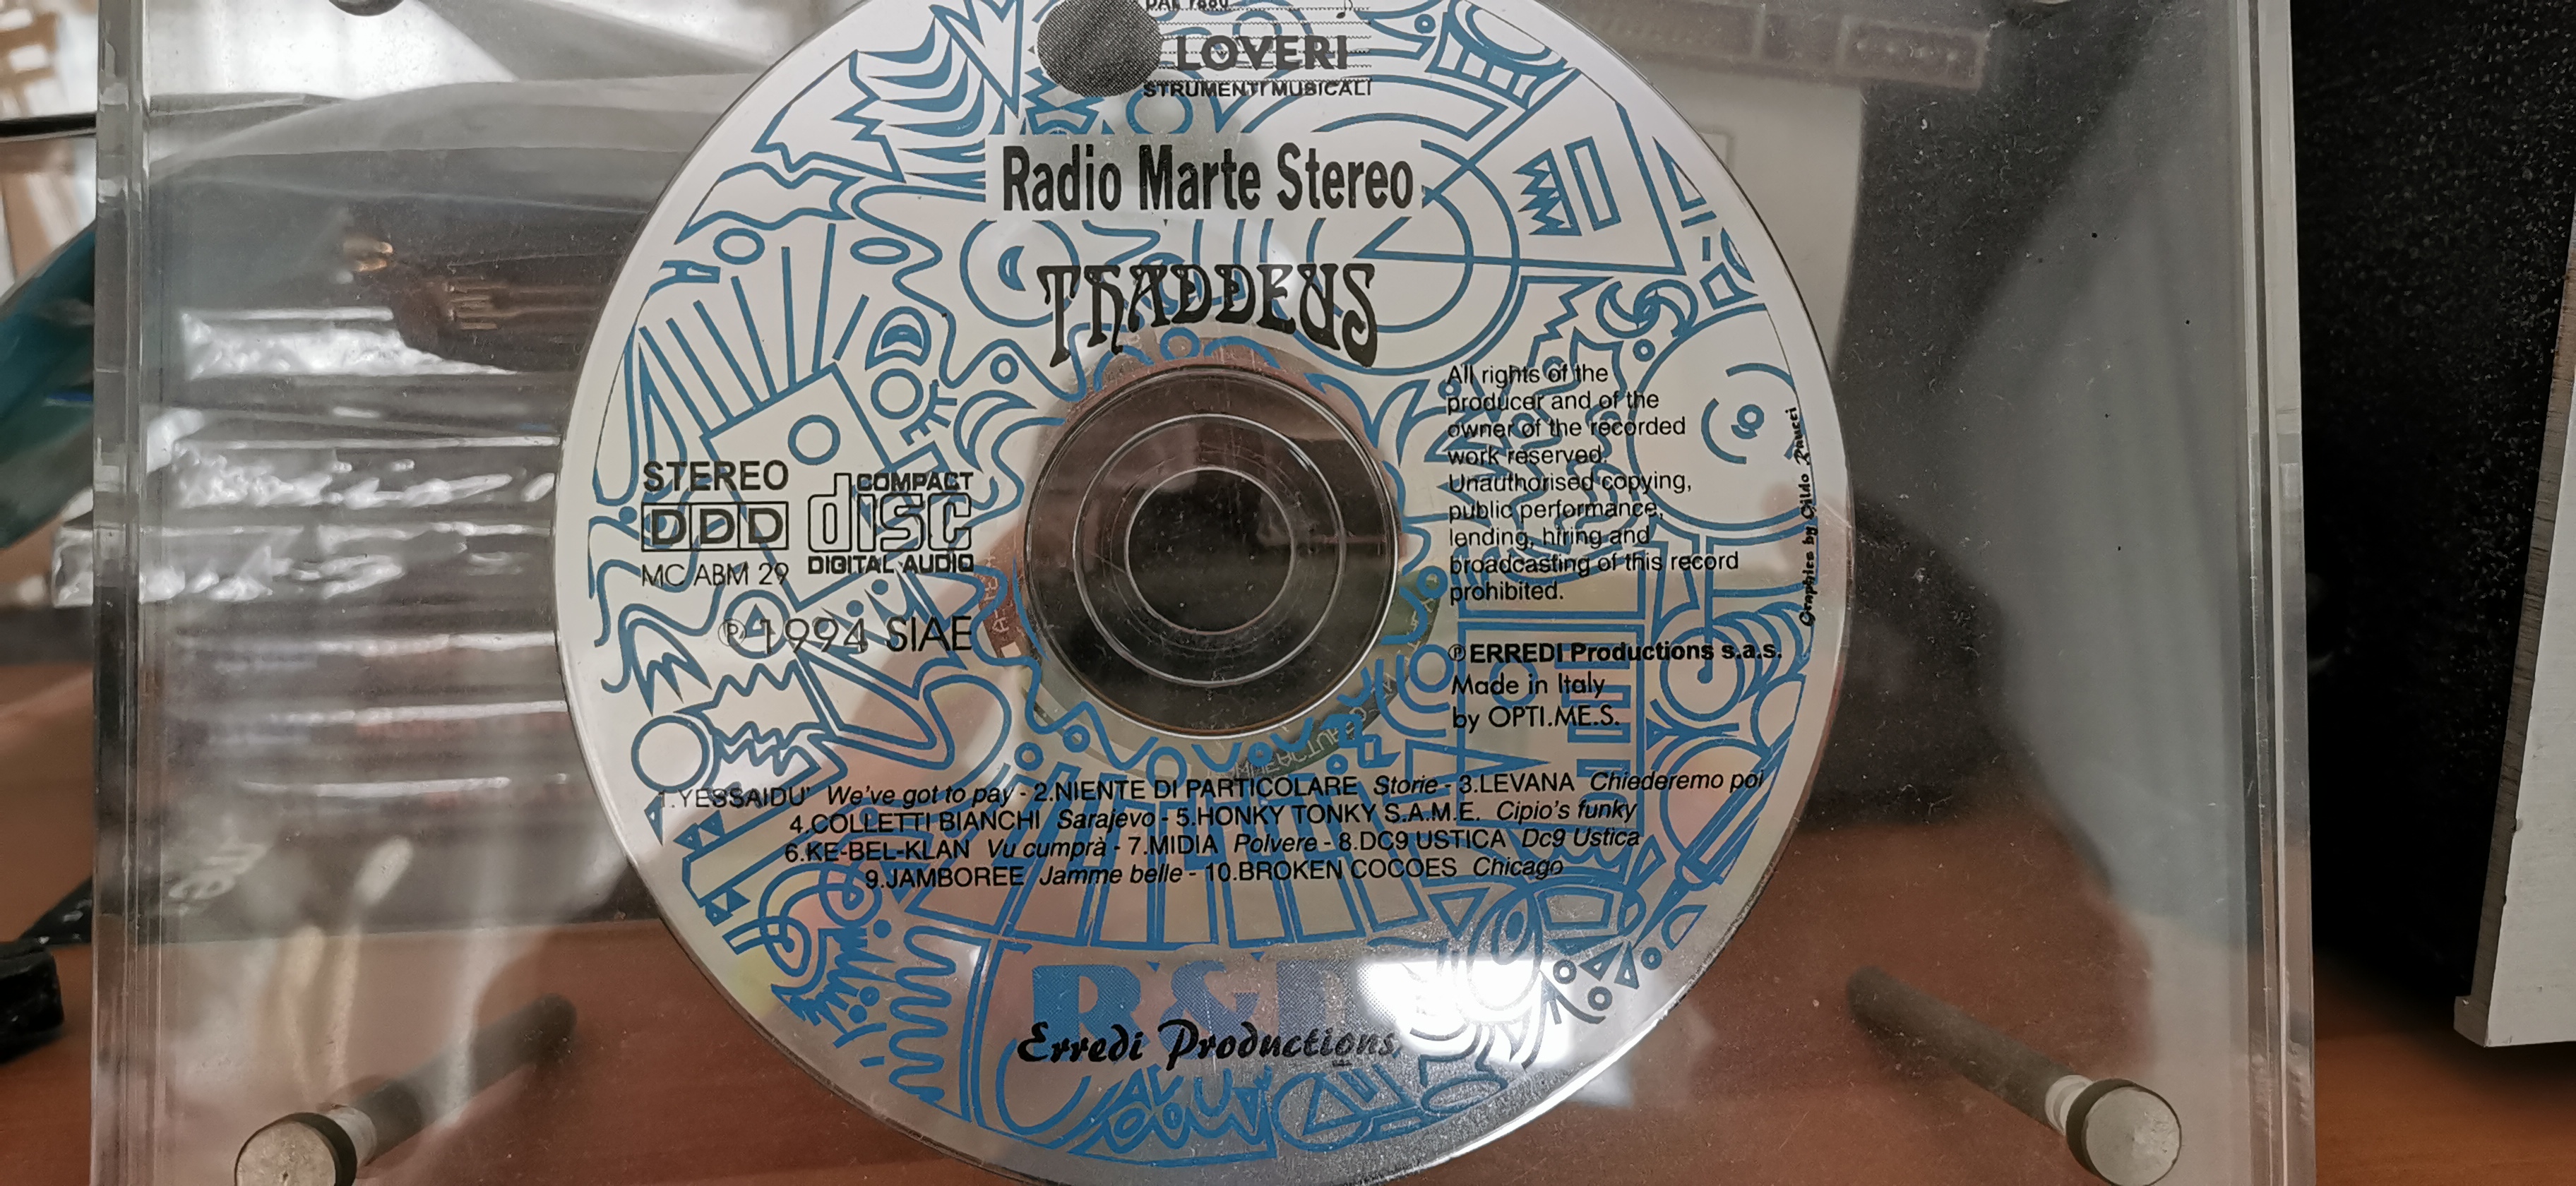 DAL 1880
LOVERI
STRUMENTI MUSICALI
Radio Marte Stereo
THADDEUS
STEREO
DDD
COMPACT
disc
DIGITAL AUDIO
MC ABM 29
℗ 1994 SIAE
All rights of the
producer and of the
owner of the recorded
work reserved.
Unauthorised copying,
public performance,
lending, hiring and
broadcasting of this record
prohibited.
℗ ERREDI Productions s.a.s.
Made in Italy
by OPTI.ME.S.
Graphics by Gildo
1.YESSAIDU' We've got to pay - 2.NIENTE DI PARTICOLARE Storie - 3.LEVANA Chiederemo poi
4.COLLETTI BIANCHI Sarajevo - 5.HONKY TONKY S.A.M.E. Cipio's funky
6.KE-BEL-KLAN Vu cumprà - 7.MIDIA Polvere - 8.DC9 USTICA Dc9 Ustica
9.JAMBOREE Jamme belle - 10.BROKEN COCOES Chicago
R&D
Erredi Productions